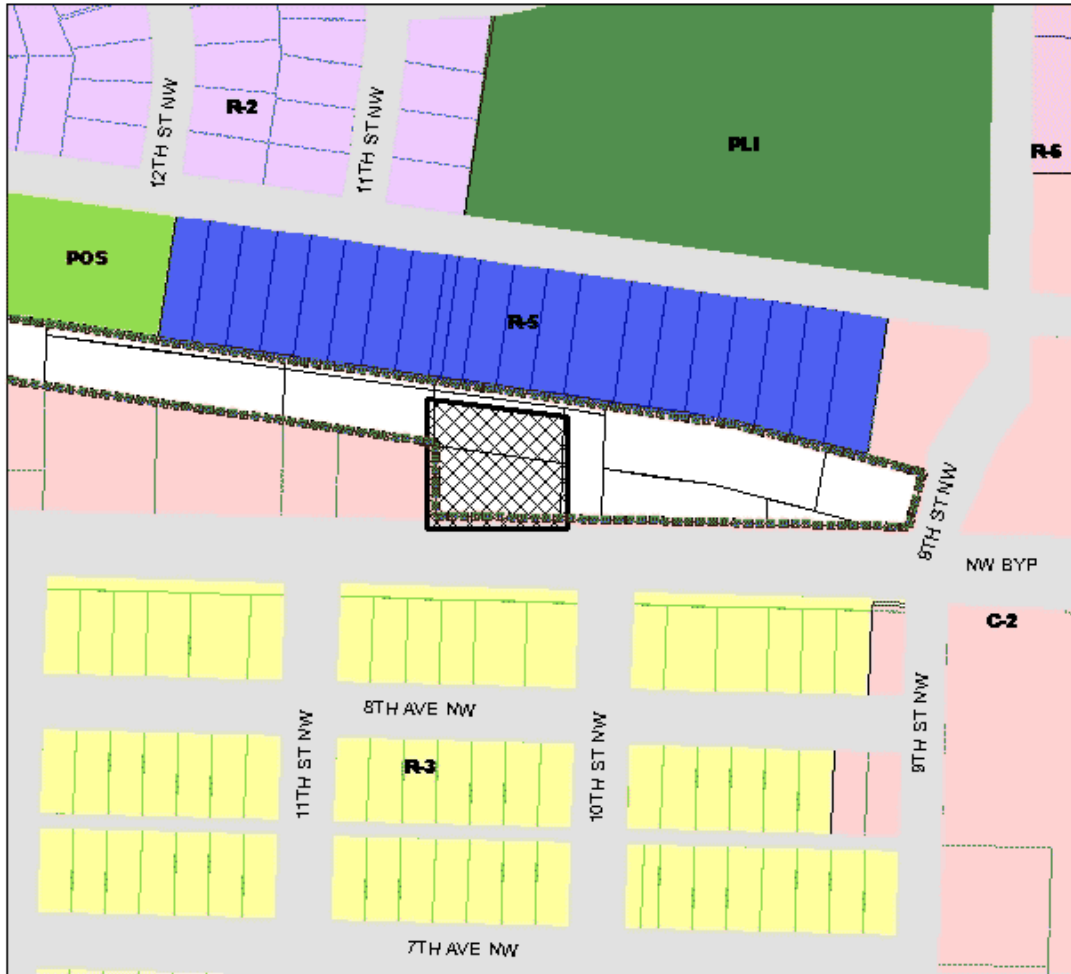 12TH ST NW
R-2
11TH ST NW
PLI
R-6
POS
R-5
8TH ST NW
NW BYP
C-2
8TH AVE NW
11TH ST NW
R-3
10TH ST NW
9TH ST NW
7TH AVE NW